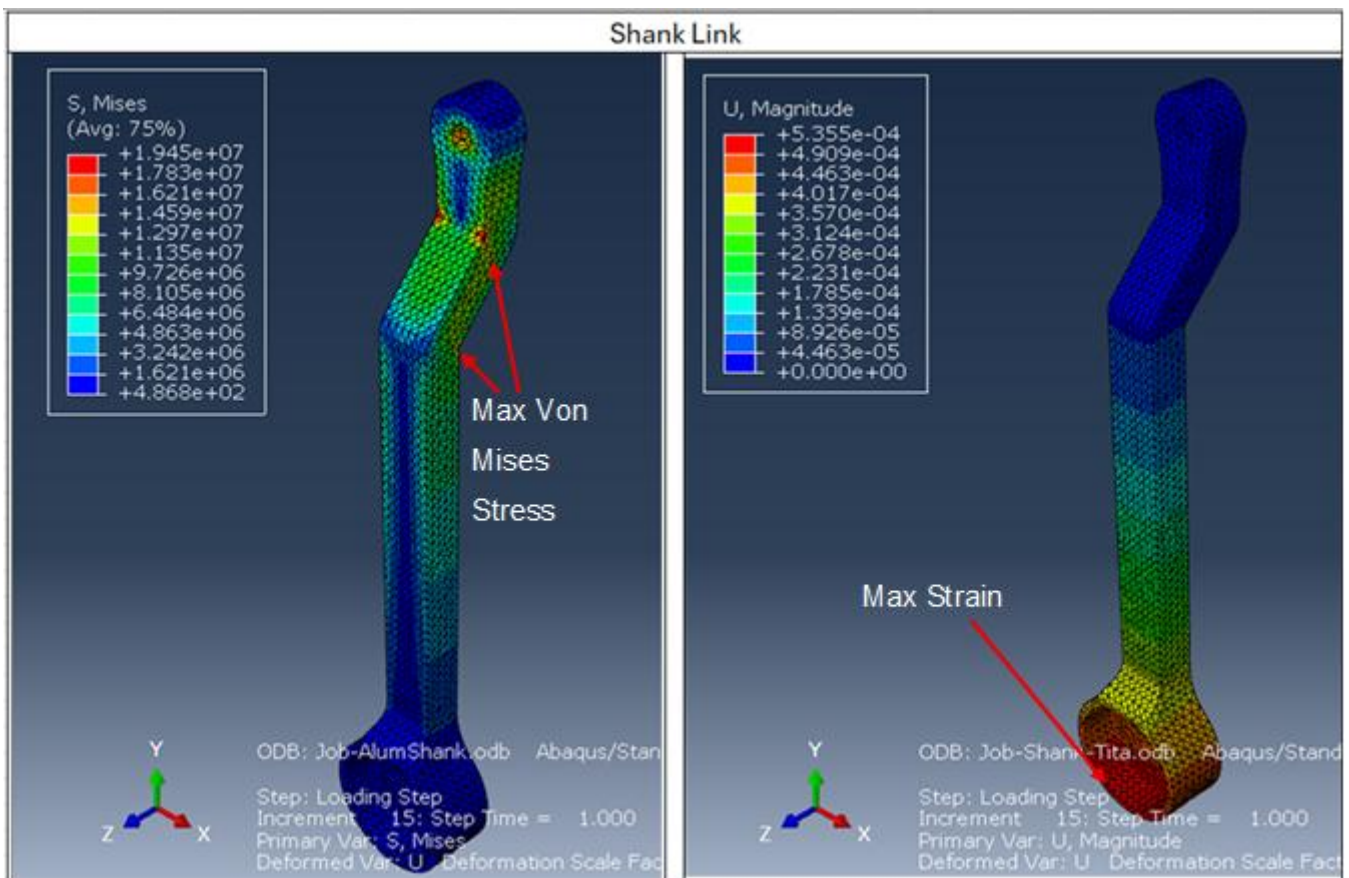 Shank Link
S, Mises
(Avg: 75%)
+1.945e+07
+1.783e+07
+1.621e+07
+1.459e+07
+1.297e+07
+1.135e+07
+9.726e+06
+8.105e+06
+6.484e+06
+4.863e+06
+3.242e+06
+1.621e+06
+4.868e+02
Max Von
Mises
Stress
Y
Z
X
ODB: Job-AlumShank.odb Abaqus/Stan
Step: Loading Step
Increment 15: Step Time = 1.000
Primary Var: S, Mises
Deformed Var: U Deformation Scale Fac
U, Magnitude
+5.355e-04
+4.909e-04
+4.463e-04
+4.017e-04
+3.570e-04
+3.124e-04
+2.678e-04
+2.231e-04
+1.785e-04
+1.339e-04
+8.926e-05
+4.463e-05
+0.000e+00
Max Strain
Y
Z
X
ODB: Job-Shank-Tita.odb Abaqus/Stand
Step: Loading Step
Increment 15: Step Time = 1.000
Primary Var: U, Magnitude
Deformed Var: U Deformation Scale Fact